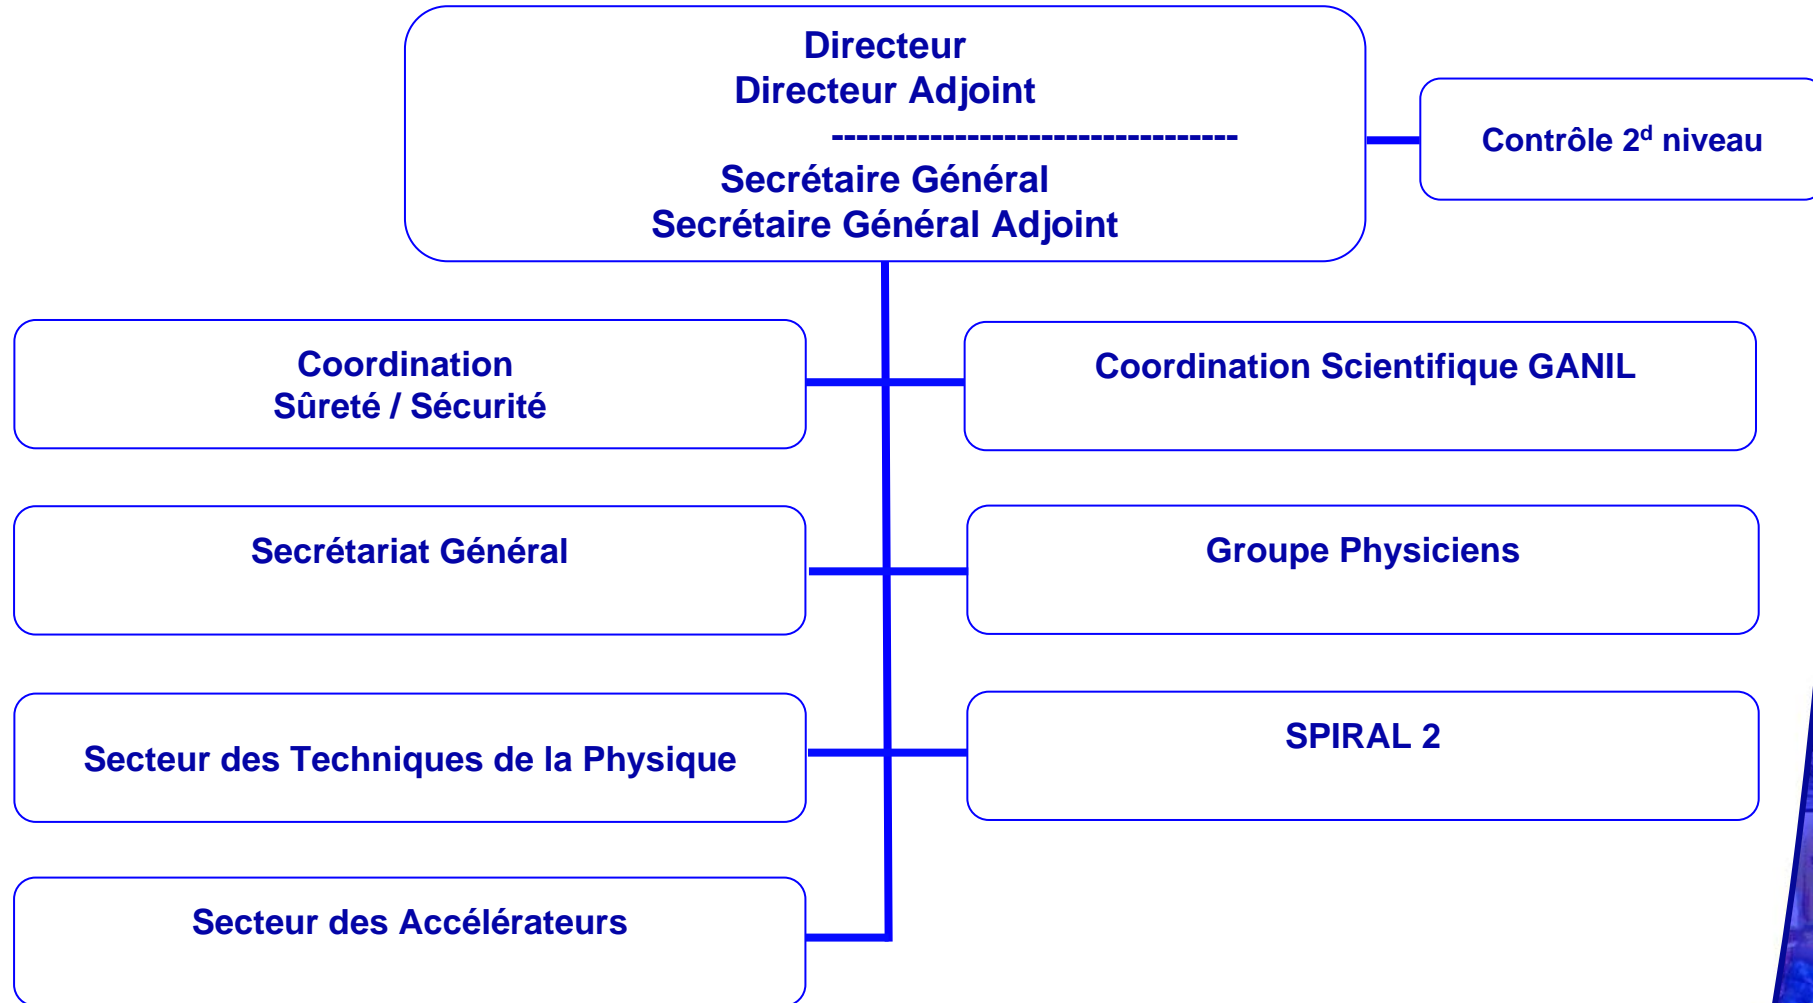 Directeur
Directeur Adjoint
---------------------------------
Secrétaire Général
Secrétaire Général Adjoint
Contrôle 2d niveau
Coordination
Sûreté / Sécurité
Coordination Scientifique GANIL
Secrétariat Général
Groupe Physiciens
Secteur des Techniques de la Physique
SPIRAL 2
Secteur des Accélérateurs